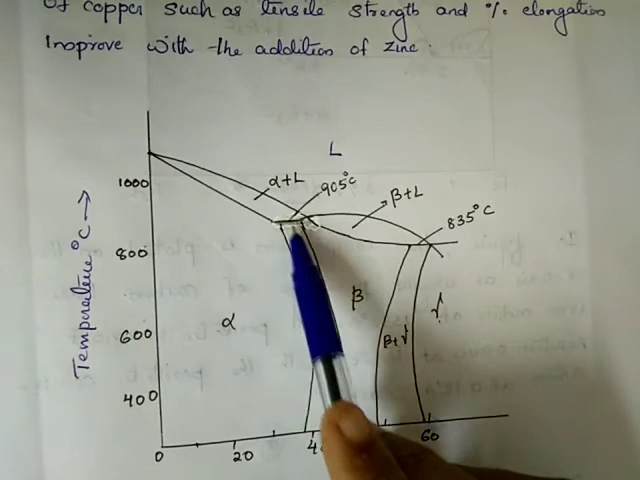 of copper such as tensile strength and % elongation
Improve with the addition of zinc.
L
1000
α+L
905°C
β+L
835°C
800
Temperature °C →
β
γ
α
600
β+γ
400
0
20
60